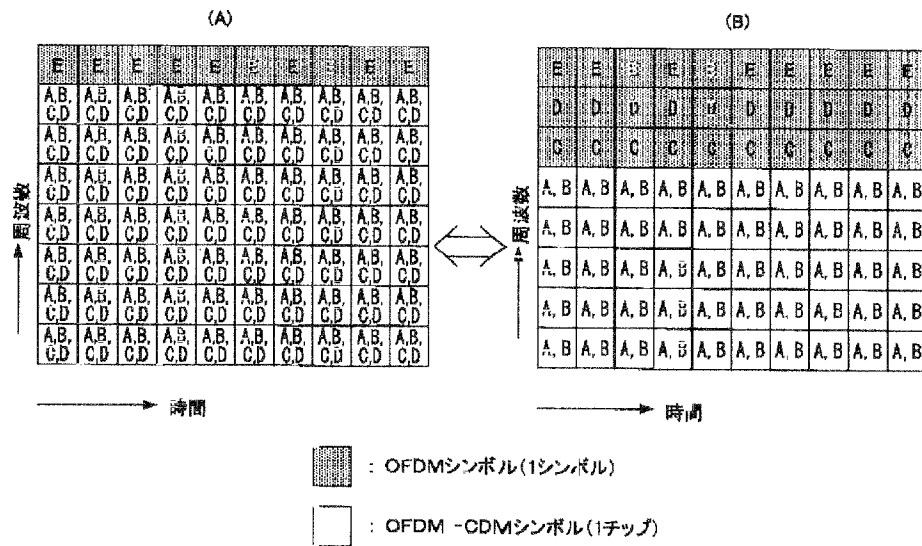 (A)
E E E E E E E E E E
A,B, A,B, A,B, A,B, A,B, A,B, A,B, A,B, A,B, A,B,
C,D C,D C,D C,D C,D C,D C,D C,D C,D C,D
A,B, A,B, A,B, A,B, A,B, A,B, A,B, A,B, A,B, A,B,
C,D C,D C,D C,D C,D C,D C,D C,D C,D C,D
A,B, A,B, A,B, A,B, A,B, A,B, A,B, A,B, A,B, A,B,
C,D C,D C,D C,D C,D C,D C,D C,D C,D C,D
A,B, A,B, A,B, A,B, A,B, A,B, A,B, A,B, A,B, A,B,
C,D C,D C,D C,D C,D C,D C,D C,D C,D C,D
A,B, A,B, A,B, A,B, A,B, A,B, A,B, A,B, A,B, A,B,
C,D C,D C,D C,D C,D C,D C,D C,D C,D C,D
A,B, A,B, A,B, A,B, A,B, A,B, A,B, A,B, A,B, A,B,
C,D C,D C,D C,D C,D C,D C,D C,D C,D C,D
A,B, A,B, A,B, A,B, A,B, A,B, A,B, A,B, A,B, A,B,
C,D C,D C,D C,D C,D C,D C,D C,D C,D C,D
周波数
時間
(B)
E E E E E E E E E E
D D D D D D D D D D
C C C C C C C C C C
A, B A, B A, B A, B A, B A, B A, B A, B A, B A, B
A, B A, B A, B A, B A, B A, B A, B A, B A, B A, B
A, B A, B A, B A, B A, B A, B A, B A, B A, B A, B
A, B A, B A, B A, B A, B A, B A, B A, B A, B A, B
A, B A, B A, B A, B A, B A, B A, B A, B A, B A, B
周波数
時間
: OFDMシンボル(1シンボル)
: OFDM -CDMシンボル(1チップ)